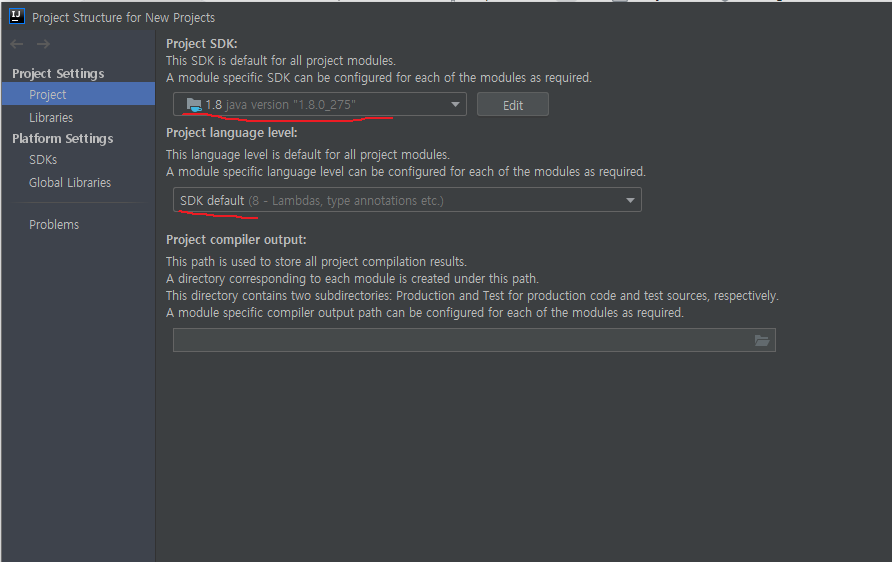 IJ
Project Structure for New Projects
Project Settings
Project
Libraries
Platform Settings
SDKs
Global Libraries
Problems
Project SDK:
This SDK is default for all project modules.
A module specific SDK can be configured for each of the modules as required.
1.8 java version "1.8.0_275"
Edit
Project language level:
This language level is default for all project modules.
A module specific language level can be configured for each of the modules as required.
SDK default (8 - Lambdas, type annotations etc.)
Project compiler output:
This path is used to store all project compilation results.
A directory corresponding to each module is created under this path.
This directory contains two subdirectories: Production and Test for production code and test sources, respectively.
A module specific compiler output path can be configured for each of the modules as required.